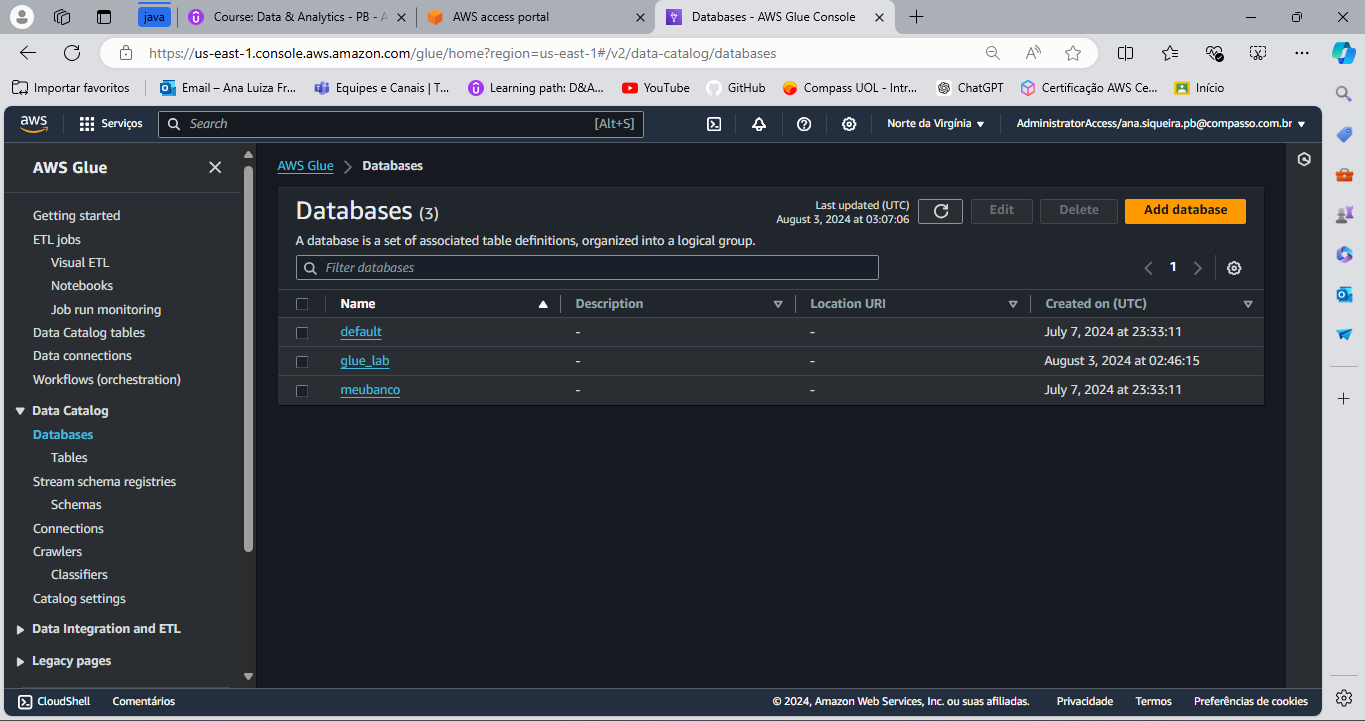 java
Course: Data & Analytics - PB - A
AWS access portal
Databases - AWS Glue Console
https://us-east-1.console.aws.amazon.com/glue/home?region=us-east-1#/v2/data-catalog/databases
Importar favoritos
Email – Ana Luiza Fr...
Equipes e Canais | T...
Learning path: D&A...
YouTube
GitHub
Compass UOL - Intr...
ChatGPT
Certificação AWS Ce...
Início
aws
Serviços
Search
[Alt+S]
Norte da Virgínia
AdministratorAccess/ana.siqueira.pb@compasso.com.br
AWS Glue
Getting started
ETL jobs
Visual ETL
Notebooks
Job run monitoring
Data Catalog tables
Data connections
Workflows (orchestration)
Data Catalog
Databases
Tables
Stream schema registries
Schemas
Connections
Crawlers
Classifiers
Catalog settings
Data Integration and ETL
Legacy pages
AWS Glue > Databases
Databases (3)
Last updated (UTC)
August 3, 2024 at 03:07:06
Edit
Delete
Add database
A database is a set of associated table definitions, organized into a logical group.
Filter databases
1
Name Description Location URI Created on (UTC)
default - - July 7, 2024 at 23:33:11
glue_lab - - August 3, 2024 at 02:46:15
meubanco - - July 7, 2024 at 23:33:11
CloudShell
Comentários
© 2024, Amazon Web Services, Inc. ou suas afiliadas.
Privacidade
Termos
Preferências de cookies